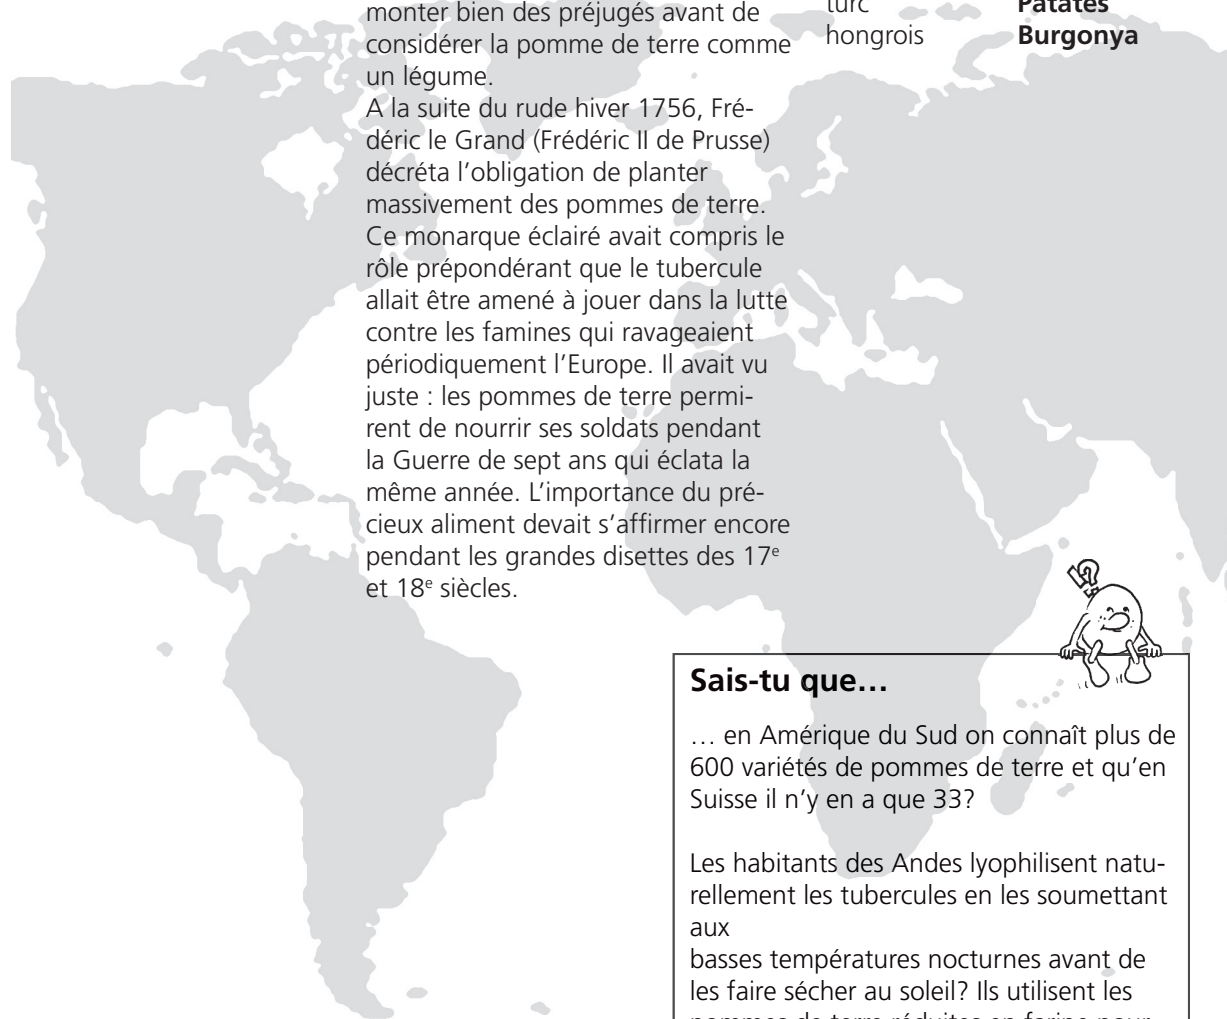 monter bien des préjugés avant de
considérer la pomme de terre comme
un légume.
A la suite du rude hiver 1756, Fré-
déric le Grand (Frédéric II de Prusse)
décréta l’obligation de planter
massivement des pommes de terre.
Ce monarque éclairé avait compris le
rôle prépondérant que le tubercule
allait être amené à jouer dans la lutte
contre les famines qui ravageaient
périodiquement l’Europe. Il avait vu
juste : les pommes de terre permi-
rent de nourrir ses soldats pendant
la Guerre de sept ans qui éclata la
même année. L’importance du pré-
cieux aliment devait s’affirmer encore
pendant les grandes disettes des 17e
et 18e siècles.
turc Patates
hongrois Burgonya
Sais-tu que…
… en Amérique du Sud on connaît plus de
600 variétés de pommes de terre et qu’en
Suisse il n’y en a que 33?
Les habitants des Andes lyophilisent natu-
rellement les tubercules en les soumettant
aux
basses températures nocturnes avant de
les faire sécher au soleil? Ils utilisent les
pommes de terre réduites en farine pour